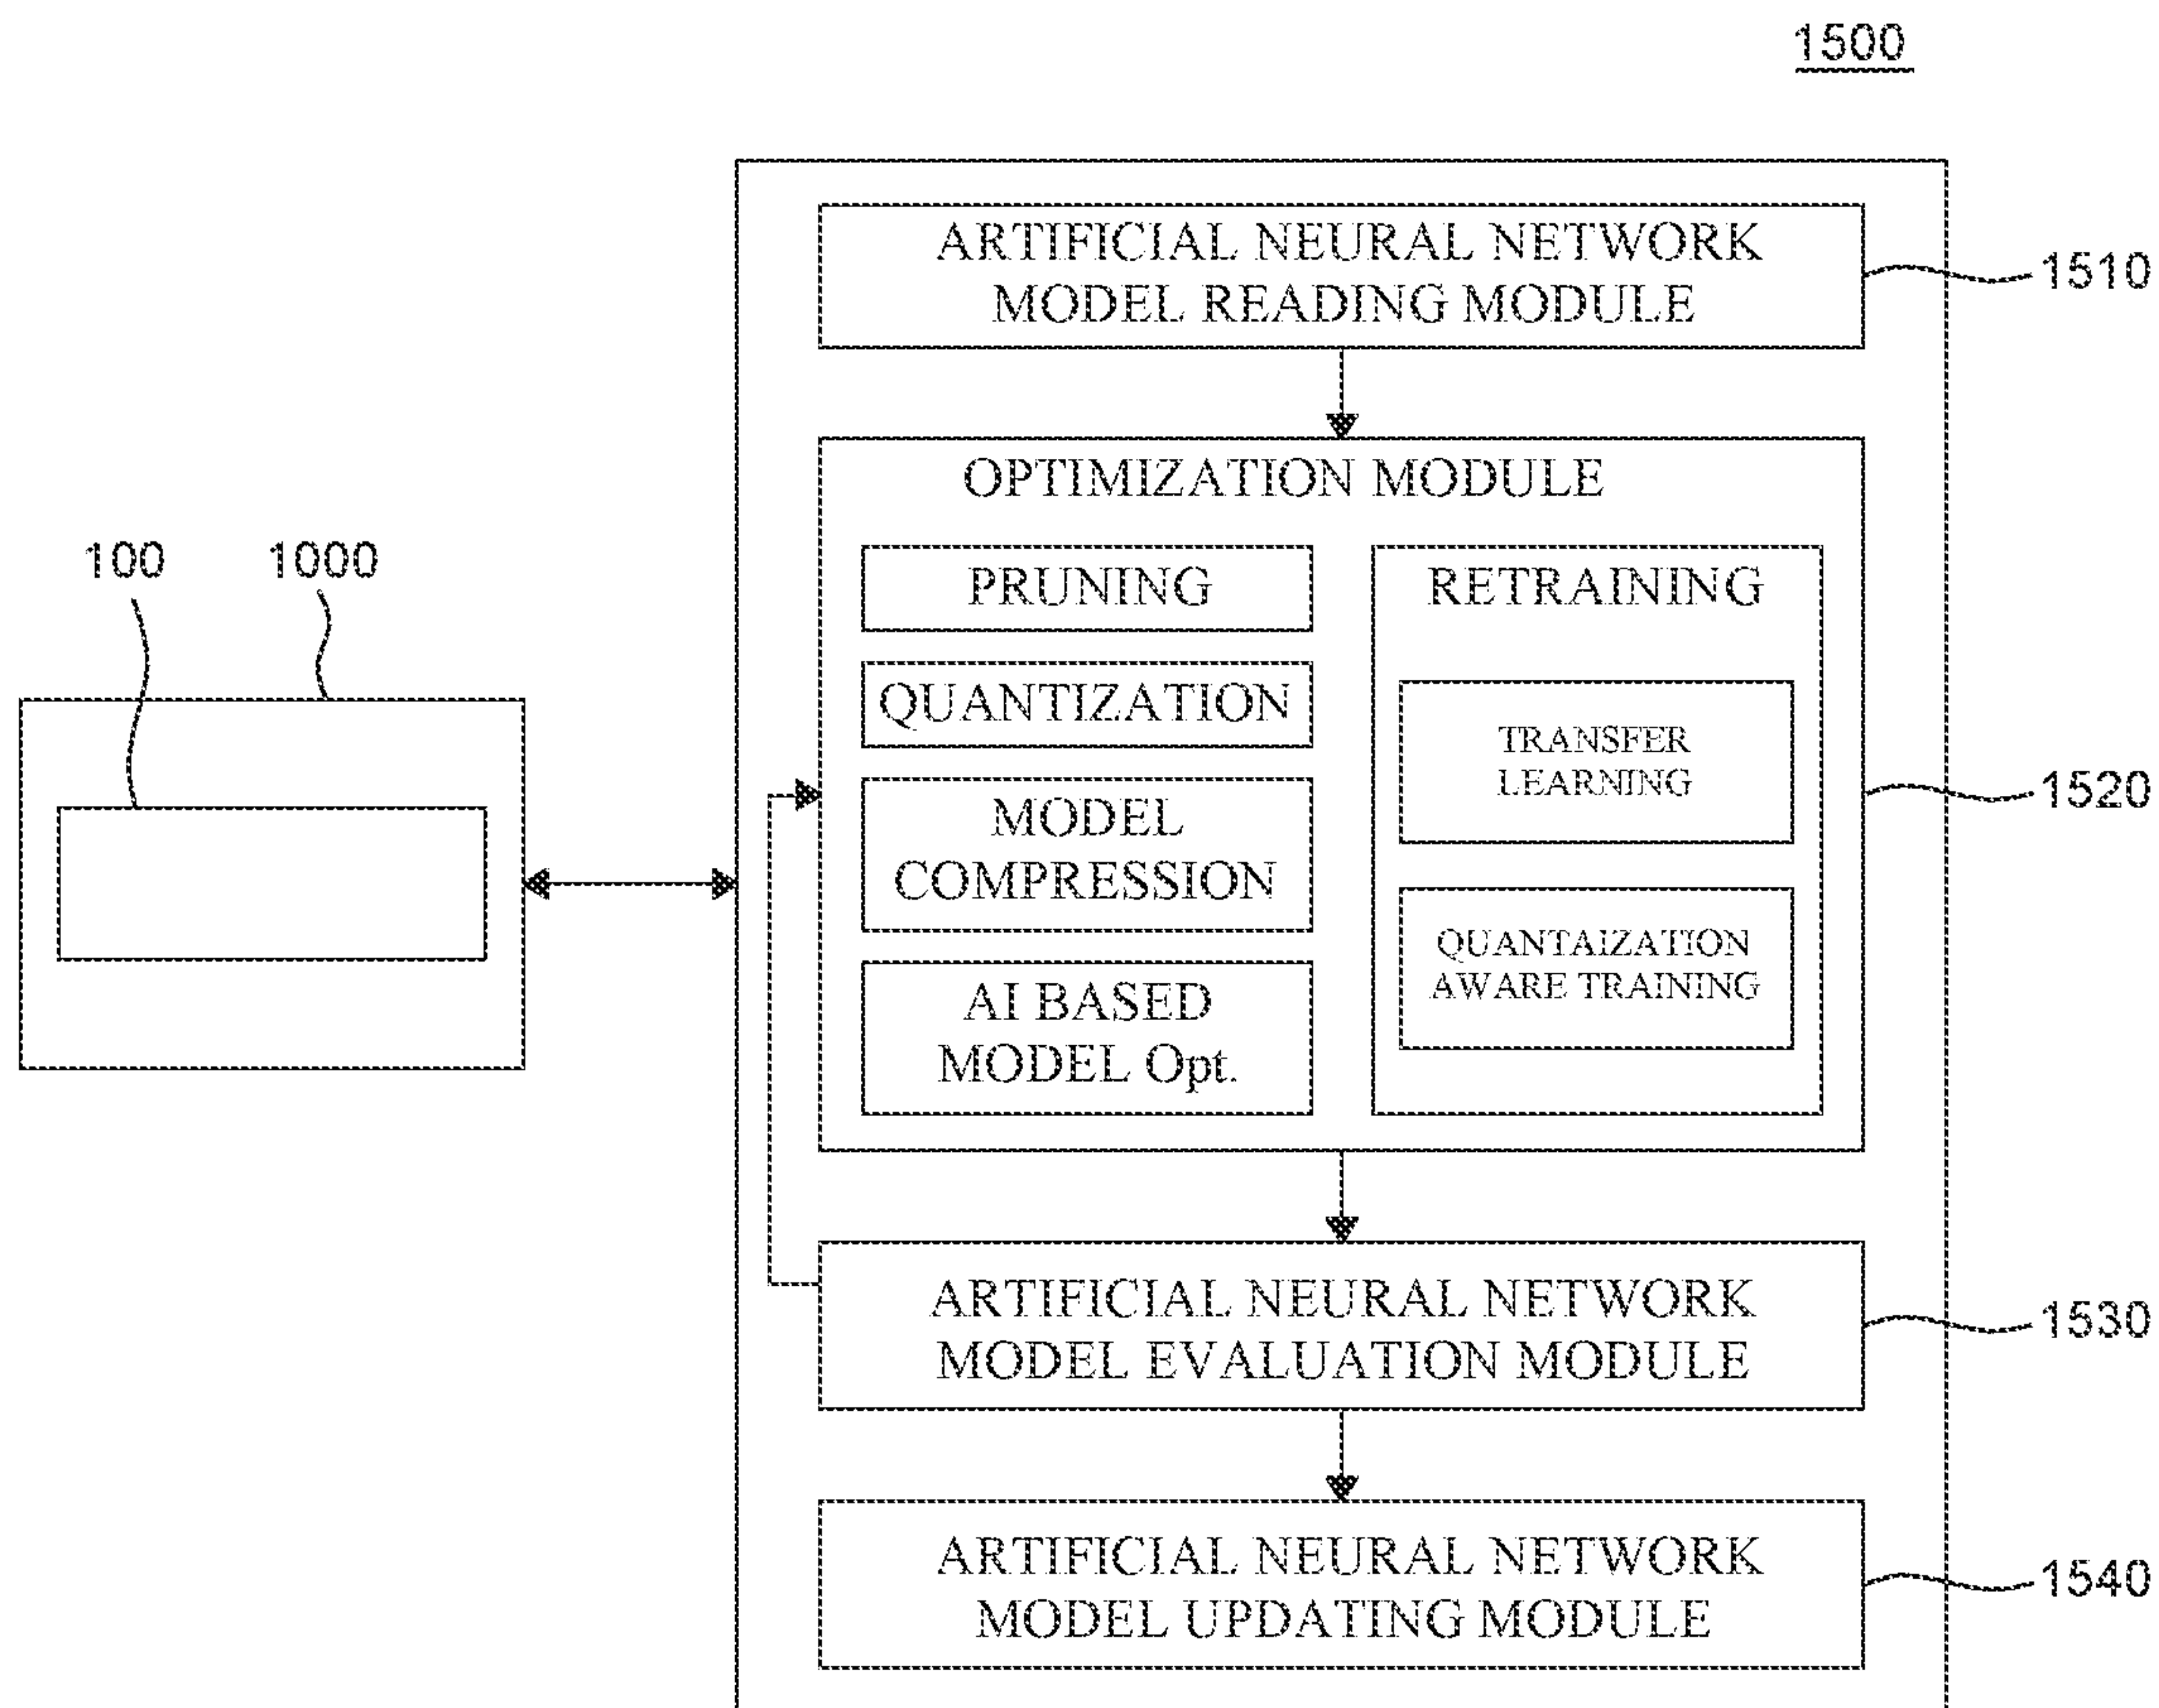 1500
ARTIFICIAL NEURAL NETWORK
MODEL READING MODULE
1510
OPTIMIZATION MODULE
100
1000
PRUNING
QUANTIZATION
MODEL
COMPRESSION
AI BASED
MODEL Opt.
RETRAINING
TRANSFER
LEARNING
QUANTAIZATION
AWARE TRAINING
1520
ARTIFICIAL NEURAL NETWORK
MODEL EVALUATION MODULE
1530
ARTIFICIAL NEURAL NETWORK
MODEL UPDATING MODULE
1540